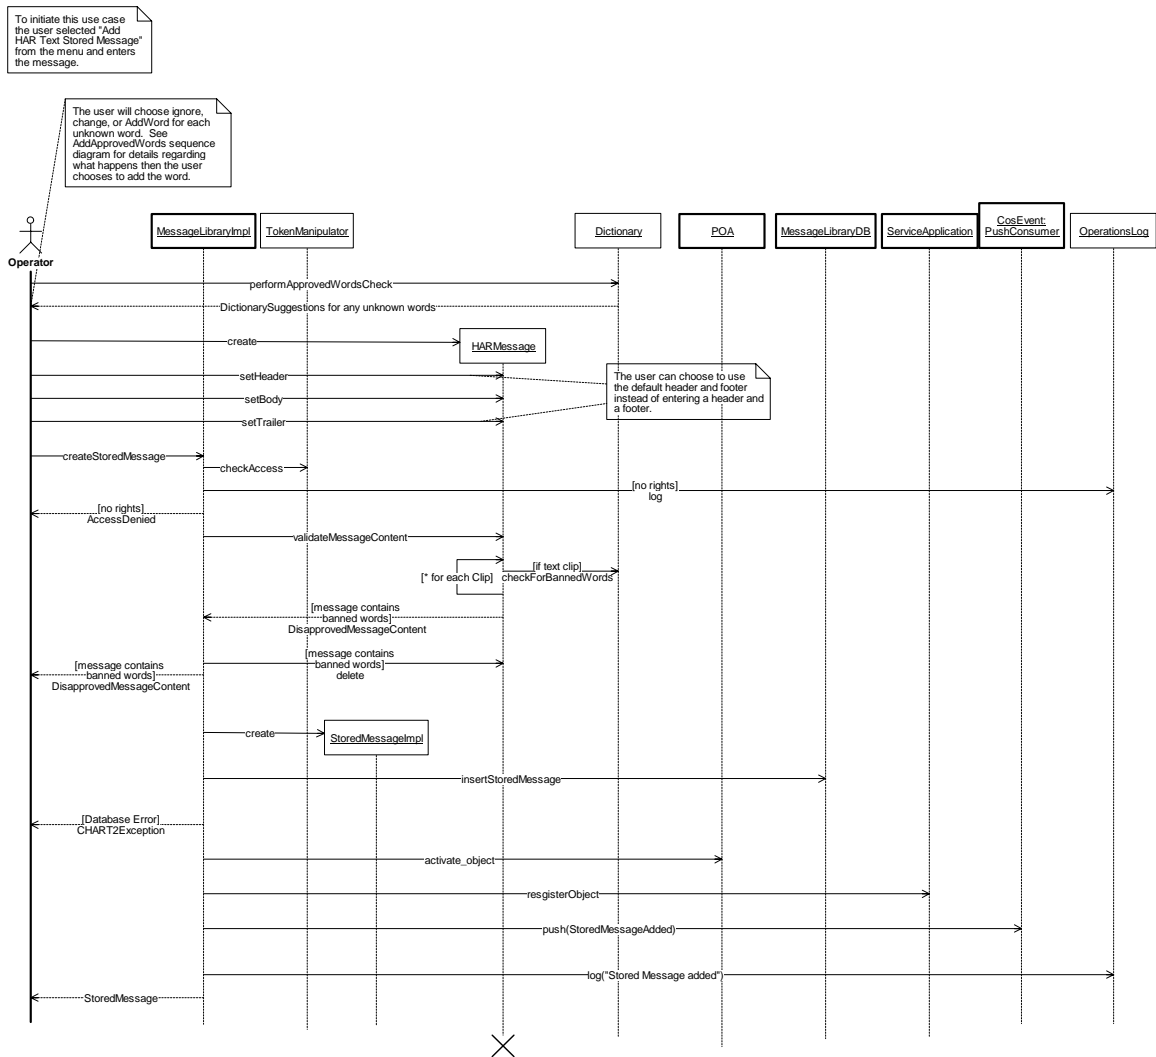 To initiate this use case
the user selected "Add
HAR Text Stored Message"
from the menu and enters
the message.
The user will choose ignore,
change, or AddWord for each
unknown word.  See
AddApprovedWords sequence
diagram for details regarding
what happens then the user
chooses to add the word.
Operator
MessageLibraryImpl
TokenManipulator
Dictionary
POA
MessageLibraryDB
ServiceApplication
CosEvent:
PushConsumer
OperationsLog
performApprovedWordsCheck
DictionarySuggestions for any unknown words
create
HARMessage
setHeader
The user can choose to use
the default header and footer
instead of entering a header and
a footer.
setBody
setTrailer
createStoredMessage
checkAccess
[no rights]
log
[no rights]
AccessDenied
validateMessageContent
[* for each Clip]
[if text clip]
checkForBannedWords
[message contains
banned words]
DisapprovedMessageContent
[message contains
banned words]
delete
[message contains
banned words]
DisapprovedMessageContent
create
StoredMessageImpl
insertStoredMessage
[Database Error]
CHART2Exception
activate_object
resgisterObject
push(StoredMessageAdded)
log("Stored Message added")
StoredMessage